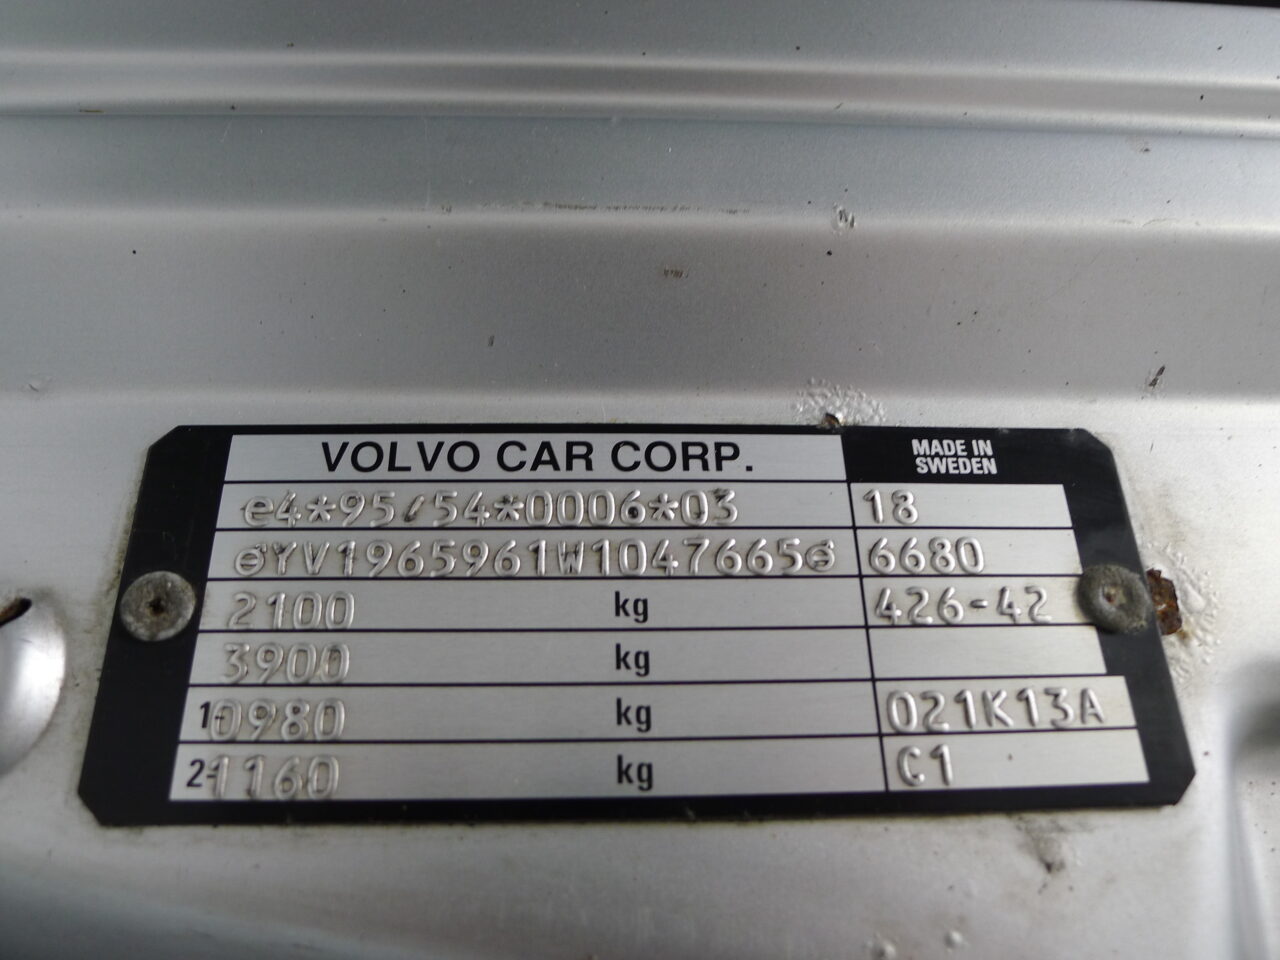 VOLVO CAR CORP.
MADE IN
SWEDEN
e4*95/54*0006*03 18
eYV1965961W1047665e 6680
2100 kg 426-42
3900 kg
1-0980 kg 021K13A
2-1160 kg C1